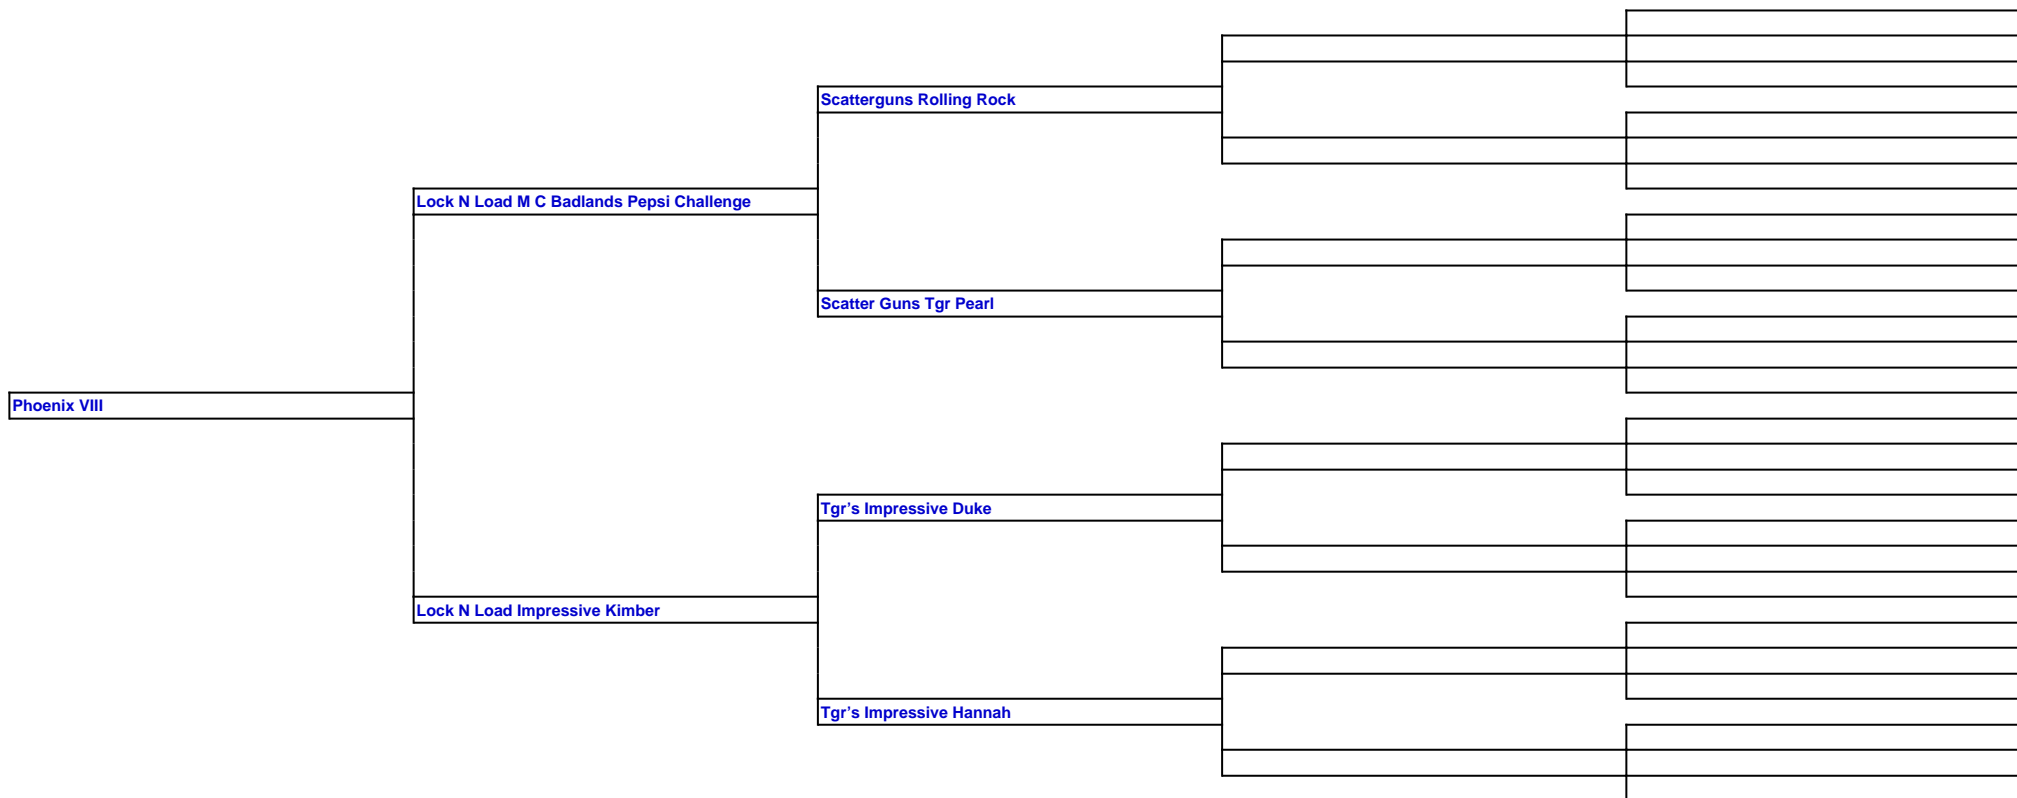 Scatterguns Rolling Rock
Lock N Load M C Badlands Pepsi Challenge
Scatter Guns Tgr Pearl
Phoenix VIII
Tgr’s Impressive Duke
Lock N Load Impressive Kimber
Tgr’s Impressive Hannah